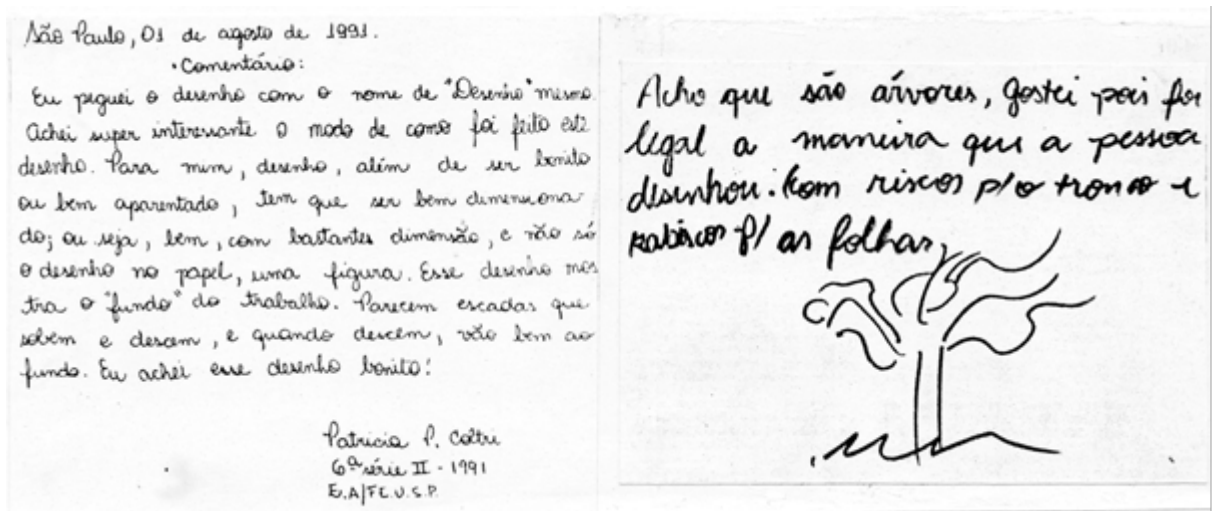 São Paulo, 01 de agosto de 1991.
• Comentário:
Eu peguei o desenho com o nome de "Desenho" mesmo.
Achei super interessante o modo de como foi feito este
desenho. Para mim, desenho, além de ser bonito
ou bem aparentado, tem que ser bem dimensiona-
do; ou seja, bem, com bastantes dimensão, e não só
o desenho no papel, uma figura. Esse desenho mos
tra o "fundo" do trabalho. Parecem escadas que
sobem e descem, e quando descem, vão bem ao
fundo. Eu achei esse desenho bonito!
Patricia P. Coltri
6ª série II - 1991
E.A/FE.U.S.P.
Acho que são árvores, gostei pois foi
legal a maneira que a pessoa
desenhou. Com riscos p/ o tronco e
rabiscos p/ as folhas.